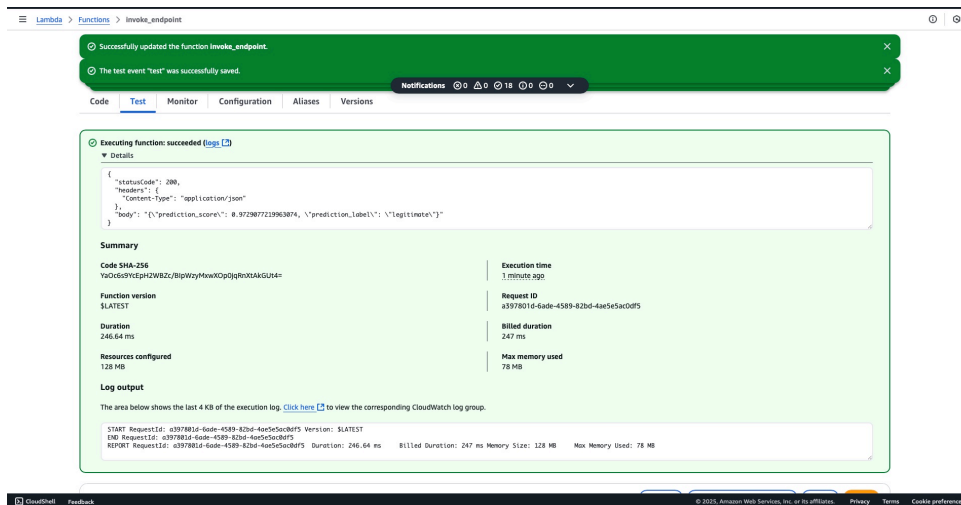 Lambda > Functions > Invoke_endpoint
Successfully updated the function invoke_endpoint.
The test event "test" was successfully saved.
Notifications 0 0 18 0 0
Code Test Monitor Configuration Aliases Versions
Executing function: succeeded (logs)
Details
{
"statusCode": 200,
"headers": {
"Content-Type": "application/json"
},
"body": "{\"prediction_score\": 0.9729077219963074, \"prediction_label\": \"legitimate\"}"
}
Summary
Code SHA-256
Execution time
1 minute ago
Function version
$LATEST
Request ID
a397801d-6ade-4589-82bd-4ae5e5ac0df5
Duration
246.64 ms
Billed duration
247 ms
Resources configured
128 MB
Max memory used
78 MB
Log output
The area below shows the last 4 KB of the execution log. Click here to view the corresponding CloudWatch log group.
START RequestId: a397801d-6ade-4589-82bd-4ae5e5ac0df5 Version: $LATEST
END RequestId: a397801d-6ade-4589-82bd-4ae5e5ac0df5
REPORT RequestId: a397801d-6ade-4589-82bd-4ae5e5ac0df5 Duration: 246.64 ms Billed Duration: 247 ms Memory Size: 128 MB Max Memory Used: 78 MB
CloudShell Feedback © 2025, Amazon Web Services, Inc. or its affiliates. Privacy Terms Cookie preference